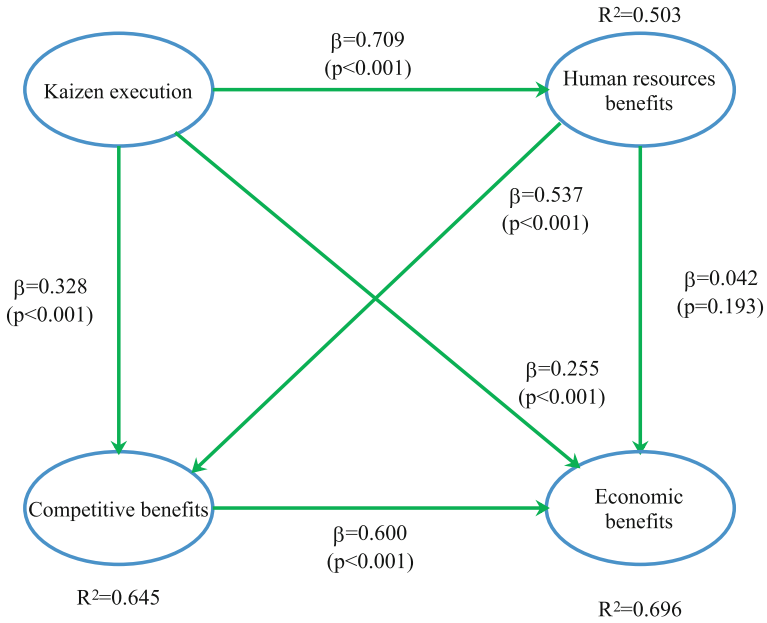 R2=0.503
β=0.709
(p<0.001)
Kaizen execution
Human resources
benefits
β=0.537
(p<0.001)
β=0.328
(p<0.001)
β=0.042
(p=0.193)
β=0.255
(p<0.001)
Competitive benefits
Economic
benefits
β=0.600
(p<0.001)
R2=0.645
R2=0.696